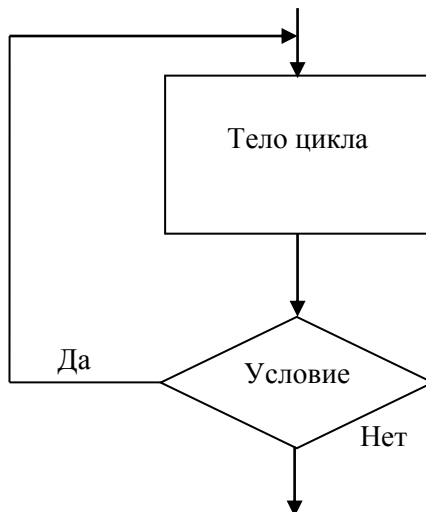 Тело цикла
Условие
Да
Нет